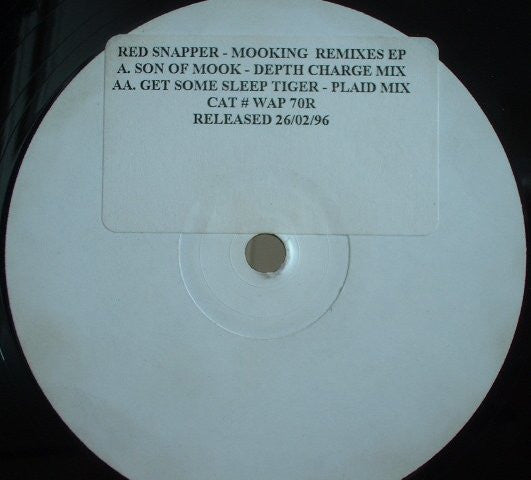 RED SNAPPER - MOOKING REMIXES EP
A. SON OF MOOK - DEPTH CHARGE MIX
AA. GET SOME SLEEP TIGER - PLAID MIX
CAT # WAP 70R
RELEASED 26/02/96